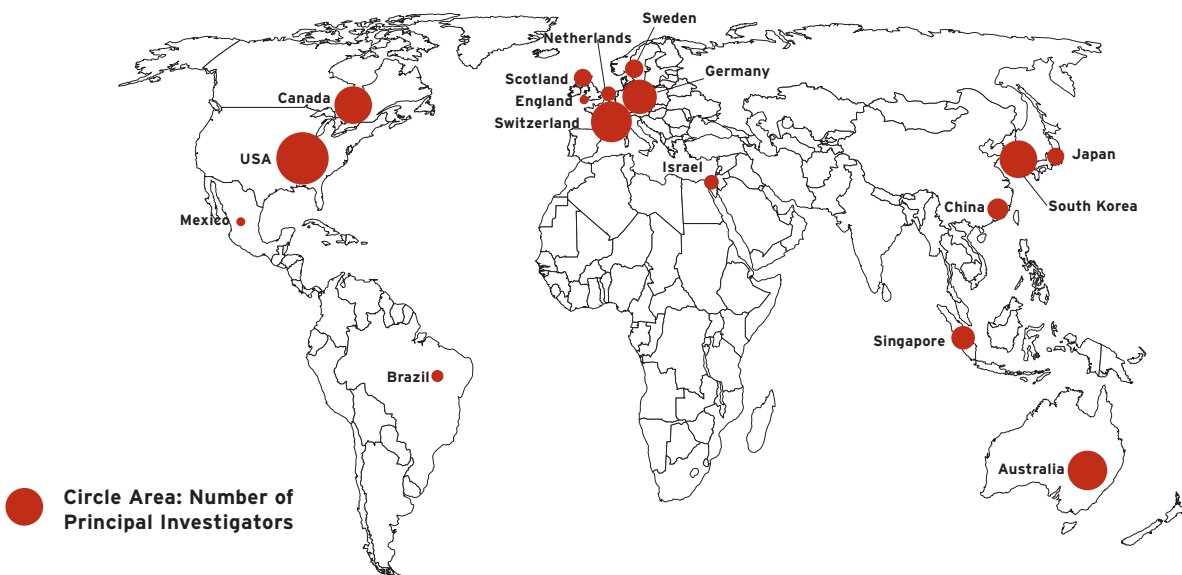 Sweden
Netherlands
Scotland
Germany
Canada
England
Switzerland
USA
Israel
Japan
Mexico
China
South Korea
Singapore
Brazil
Australia
Circle Area: Number of
Principal Investigators